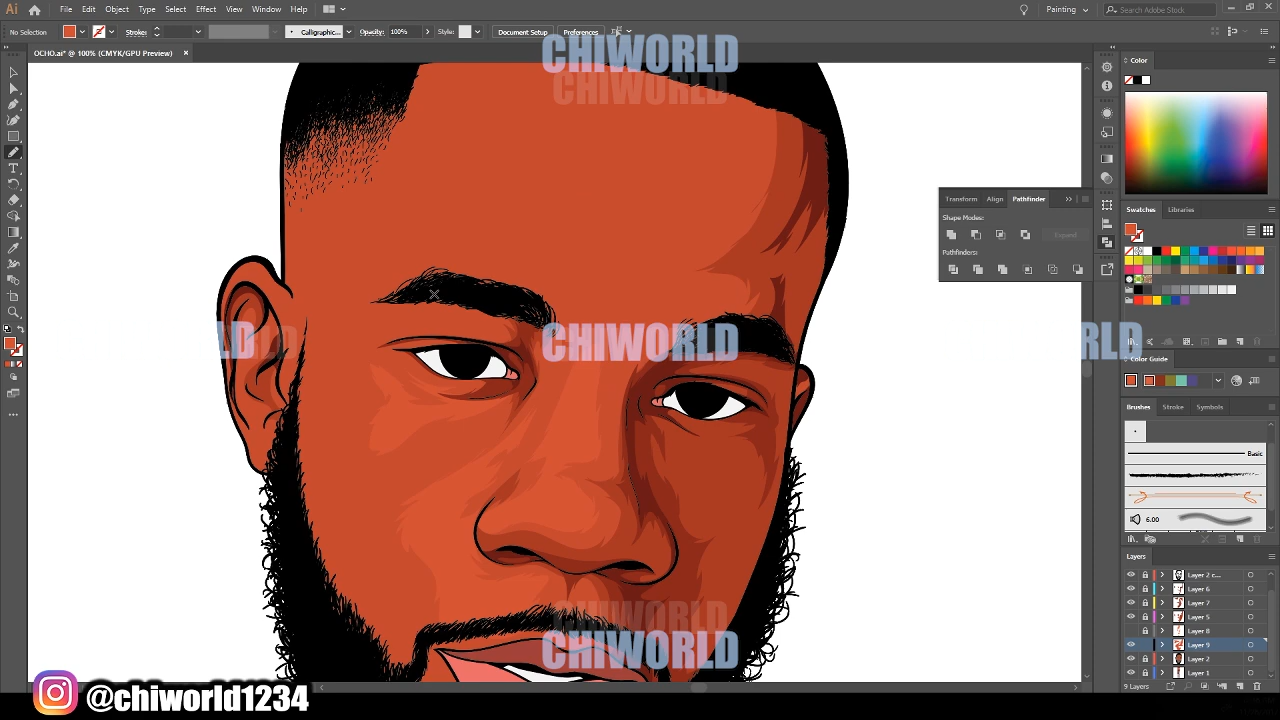 Ai File Edit Object Type Select Effect View Window Help Painting Search Adobe Stock
No Selection Stroke: Calligraphic... Opacity: 100% Style: Document Setup Preferences
OCHO.ai* @ 100% (CMYK/GPU Preview)
CHIWORLD
CHIWORLD
Color
Transform Align Pathfinder
Shape Modes:
Expand
Pathfinders:
Swatches Libraries
CHIWORLD
Color Guide
Brushes Stroke Symbols
Basic
6.00
Layers
Layer 2 c...
Layer 6
Layer 7
Layer 5
Layer 8
Layer 9
Layer 2
Layer 1
9 Layers
CHIWORLD
CHIWORLD
@chiworld1234